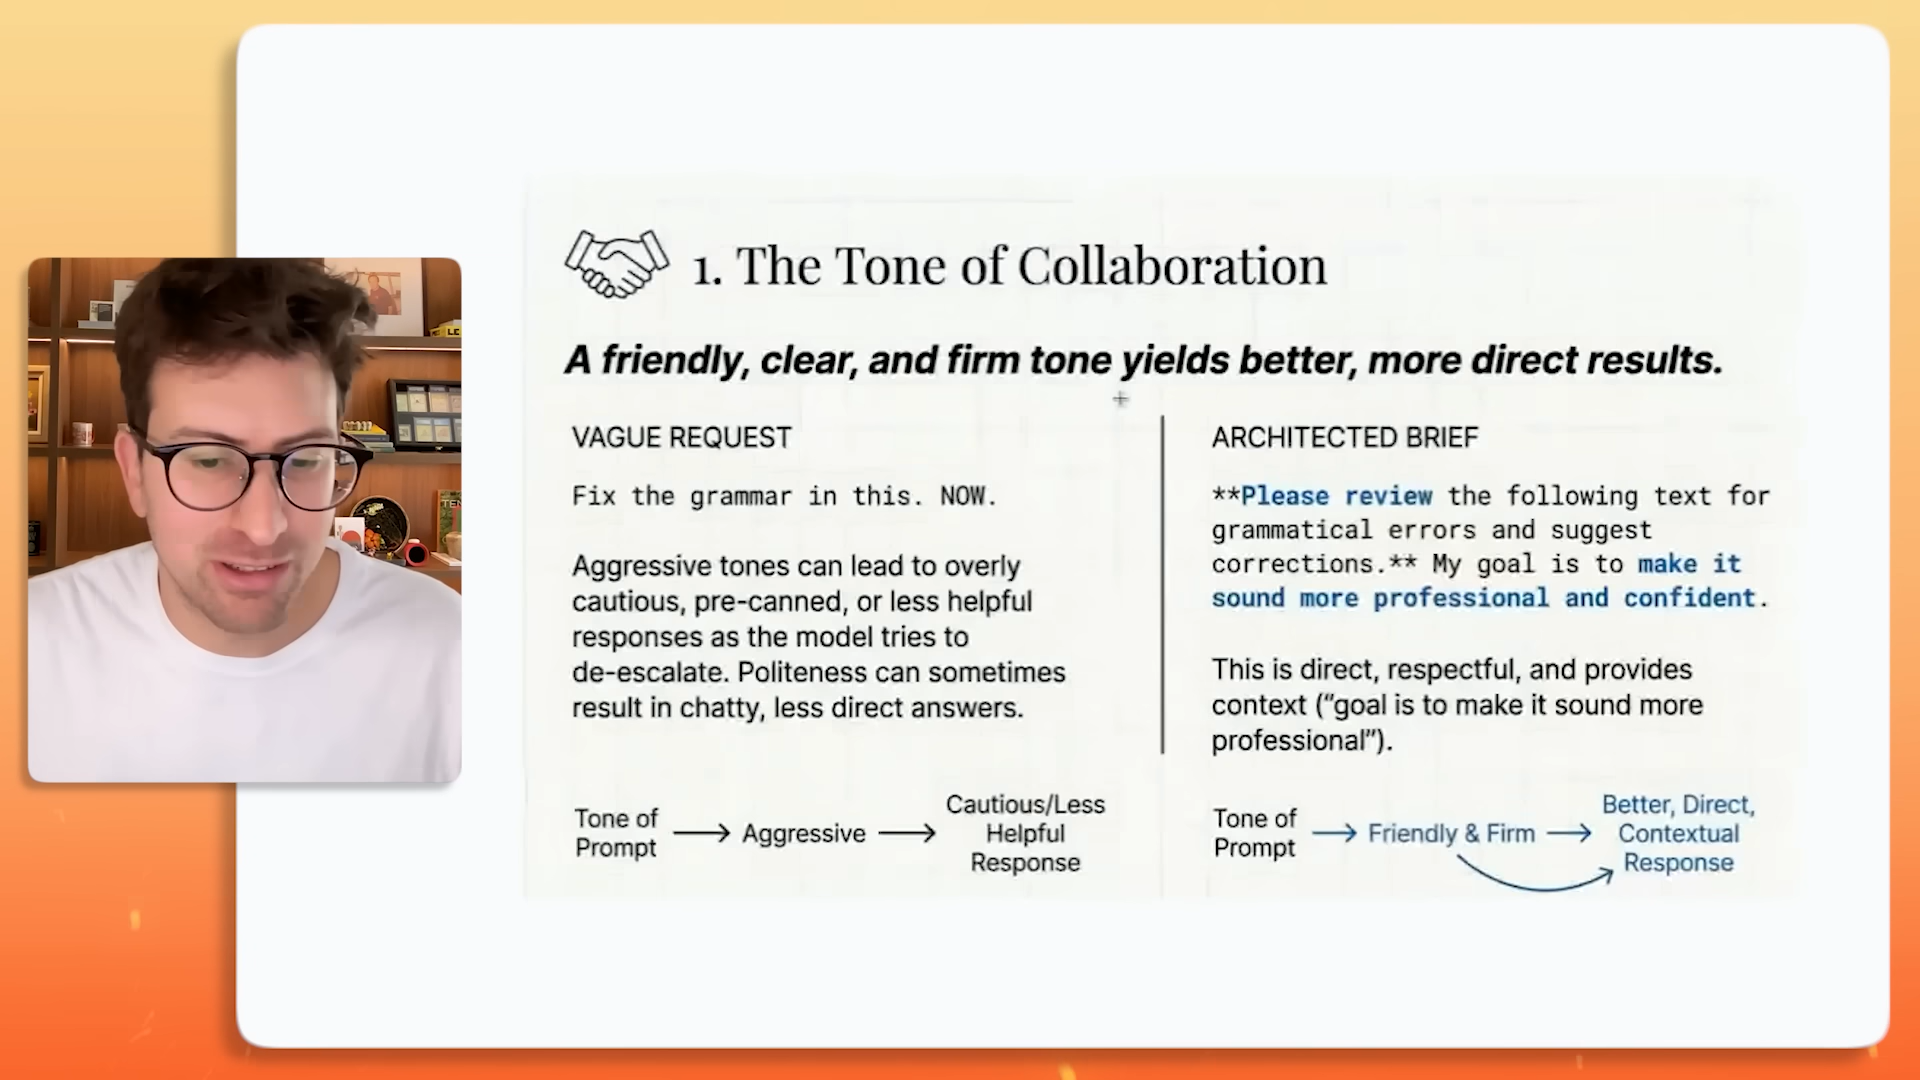 1. The Tone of Collaboration
A friendly, clear, and firm tone yields better, more direct results.
VAGUE REQUEST
Fix the grammar in this. NOW.
Aggressive tones can lead to overly
cautious, pre-canned, or less helpful
responses as the model tries to
de-escalate. Politeness can sometimes
result in chatty, less direct answers.
Tone of
Prompt
Aggressive
Cautious/Less
Helpful
Response
ARCHITECTED BRIEF
**Please review the following text for
grammatical errors and suggest
corrections.** My goal is to make it
sound more professional and confident.
This is direct, respectful, and provides
context (“goal is to make it sound more
professional”).
Tone of
Prompt
Friendly & Firm
Better, Direct,
Contextual
Response